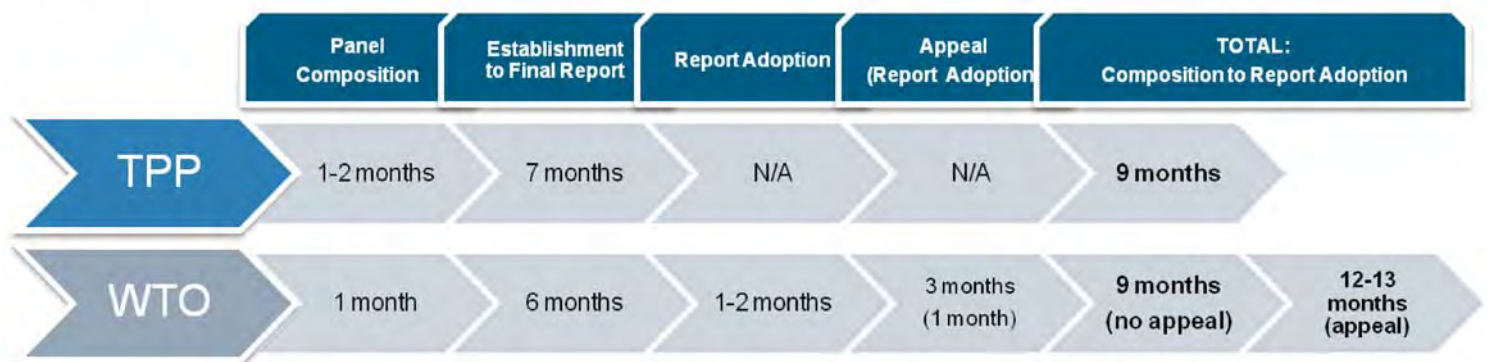 Panel
Composition
Establishment
to Final Report
Report Adoption
Appeal
(Report Adoption
TOTAL:
Composition to Report Adoption
TPP
1-2 months
7 months
N/A
N/A
9 months
WTO
1 month
6 months
1-2 months
3 months
(1 month)
9 months
(no appeal)
12-13
months
(appeal)